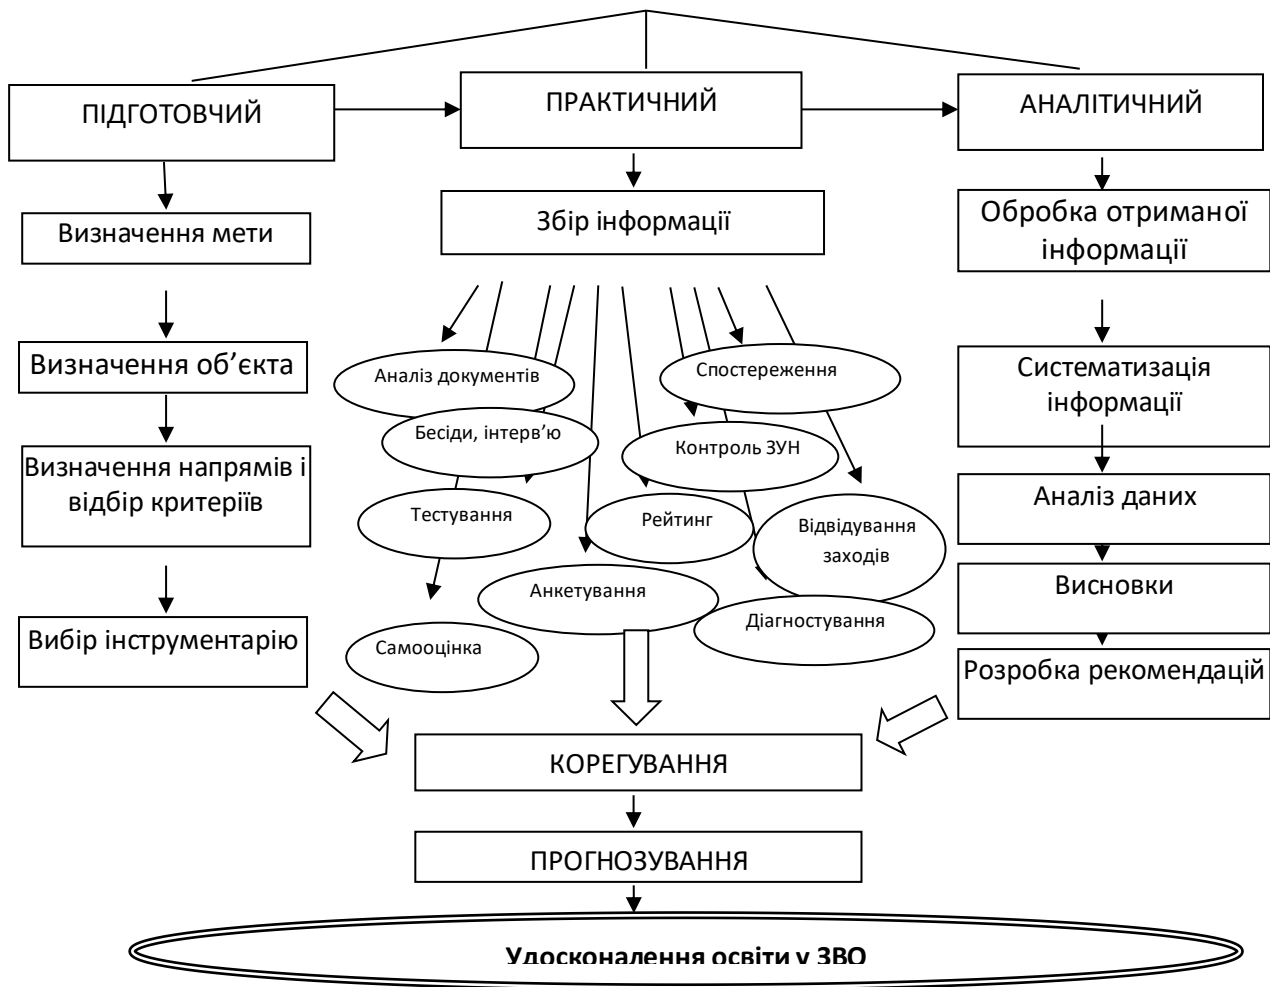 ПІДГОТОВЧИЙ
ПРАКТИЧНИЙ
АНАЛІТИЧНИЙ
Визначення мети
Визначення об’єкта
Визначення напрямів і
відбір критеріїв
Вибір інструментарію
Збір інформації
Аналіз документів
Бесіди, інтерв’ю
Тестування
Самооцінка
Анкетування
Спостереження
Контроль ЗУН
Рейтинг
Відвідування
заходів
Діагностування
Обробка отриманої
інформації
Систематизація
інформації
Аналіз даних
Висновки
Розробка рекомендацій
КОРЕГУВАННЯ
ПРОГНОЗУВАННЯ
Удосконалення освіти у ЗВО